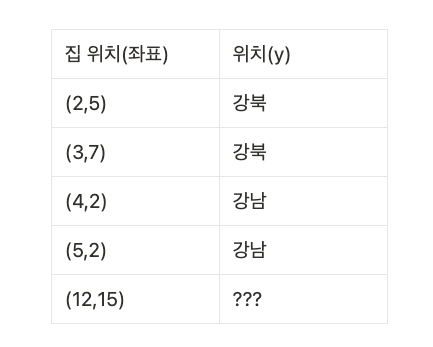 집 위치(좌표) 위치(y)
(2,5) 강북
(3,7) 강북
(4,2) 강남
(5,2) 강남
(12,15) ???